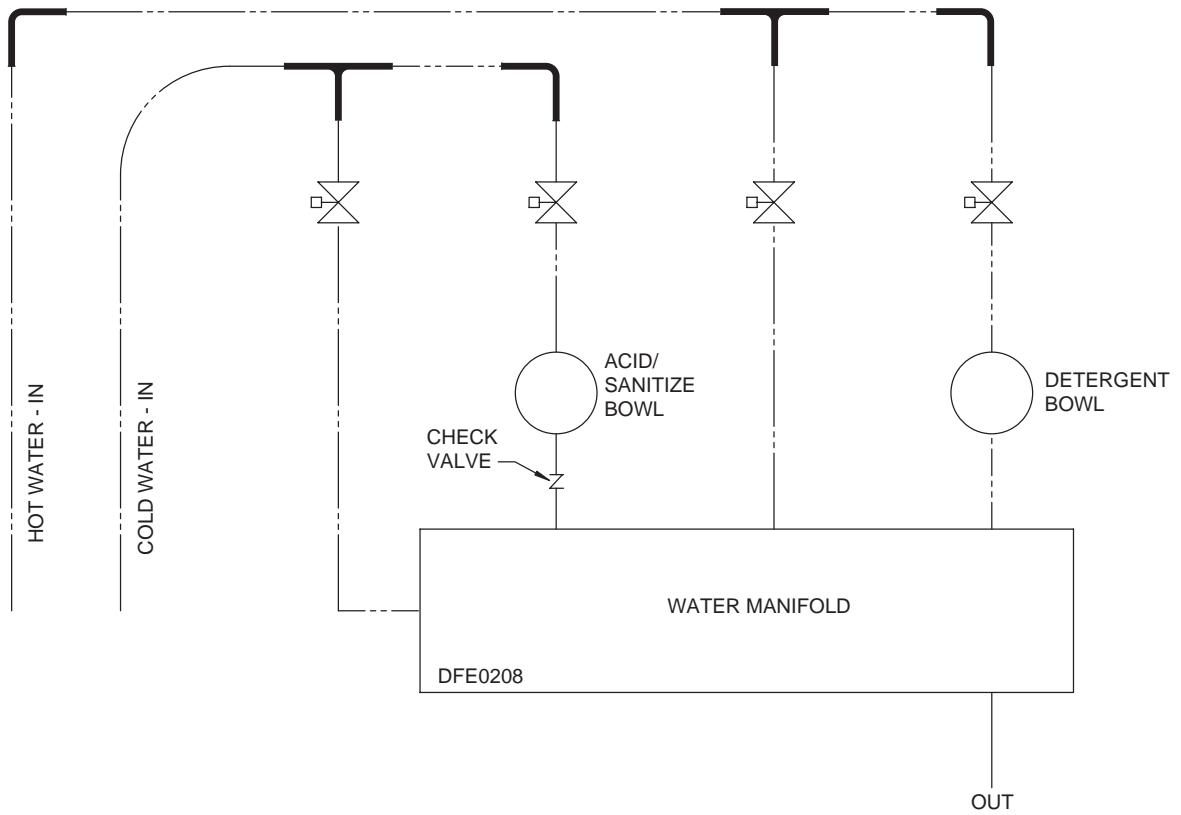 HOT WATER - IN
COLD WATER - IN
ACID/
SANITIZE
BOWL
DETERGENT
BOWL
CHECK
VALVE
WATER MANIFOLD
DFE0208
OUT